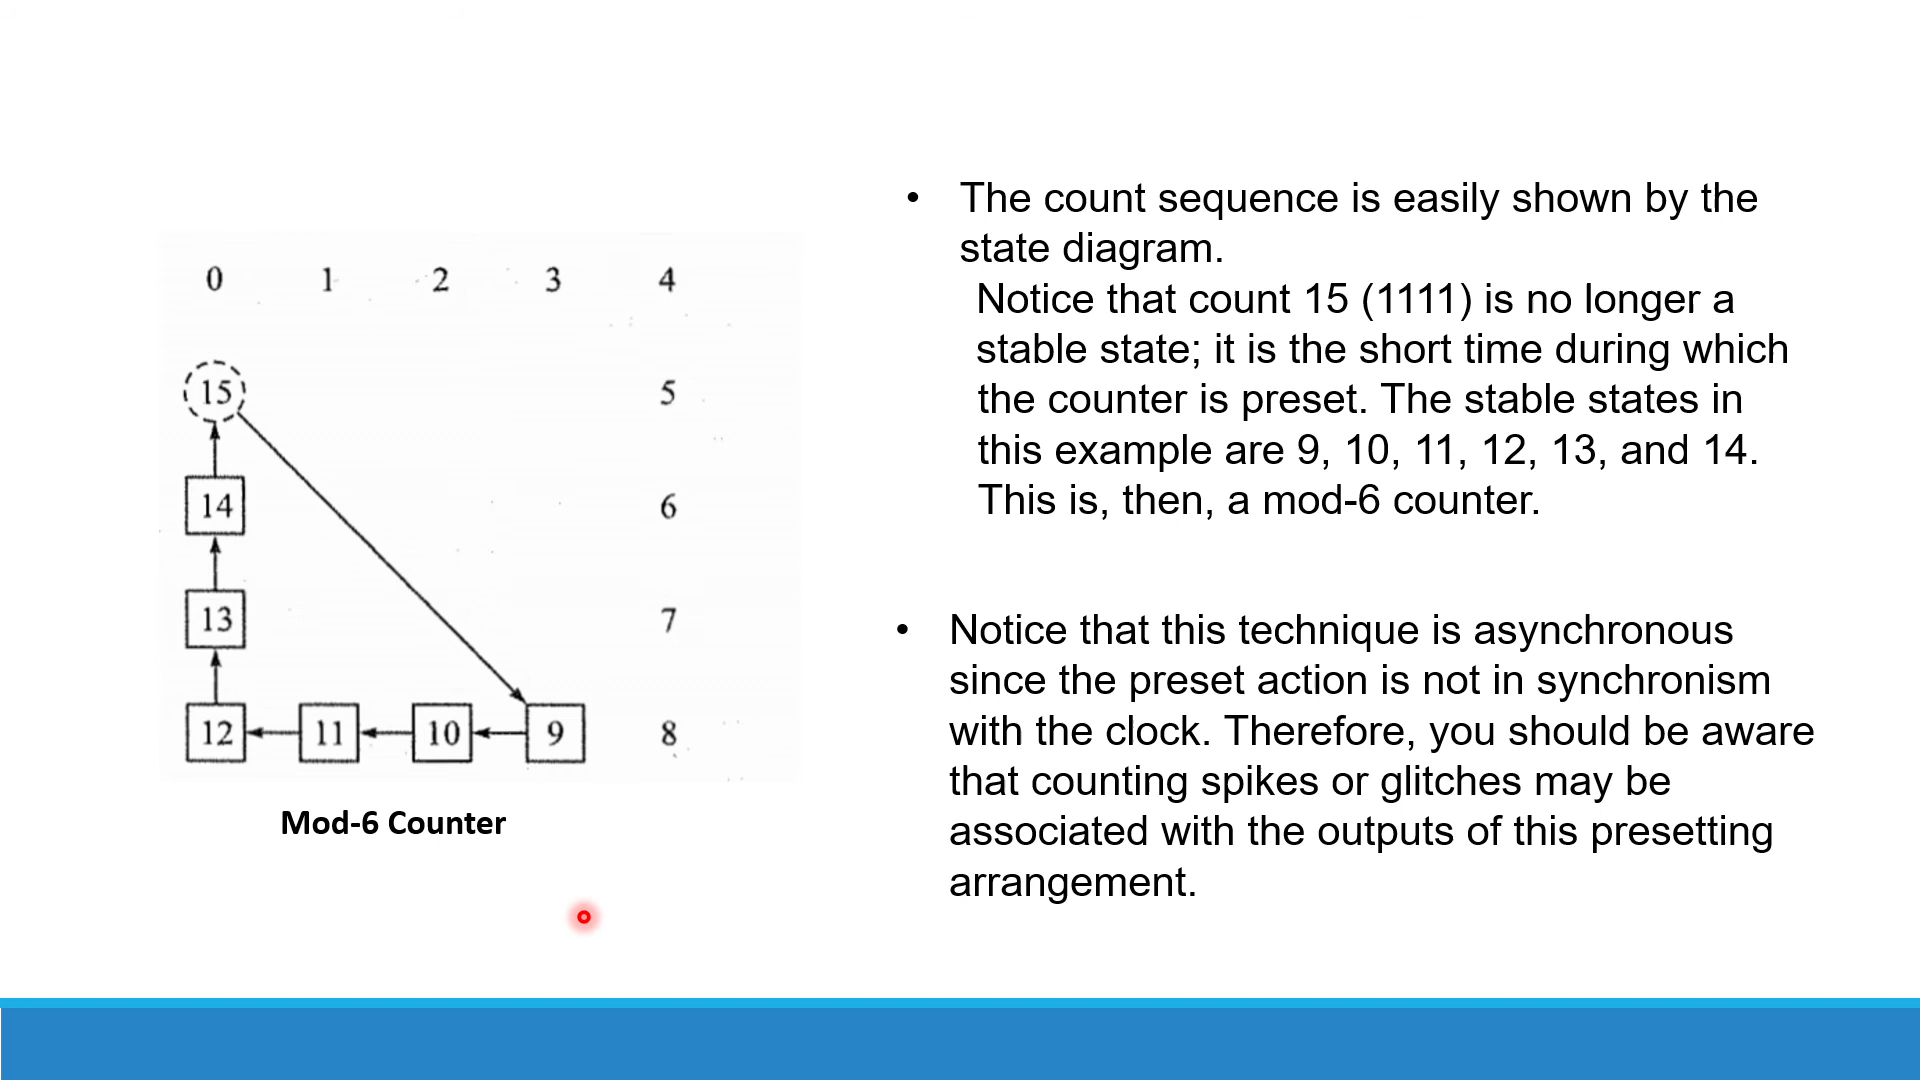 0 1 2 3 4
15 5
14 6
13 7
12 11 10 9 8
Mod-6 Counter
• The count sequence is easily shown by the
state diagram.
Notice that count 15 (1111) is no longer a
stable state; it is the short time during which
the counter is preset. The stable states in
this example are 9, 10, 11, 12, 13, and 14.
This is, then, a mod-6 counter.
• Notice that this technique is asynchronous
since the preset action is not in synchronism
with the clock. Therefore, you should be aware
that counting spikes or glitches may be
associated with the outputs of this presetting
arrangement.